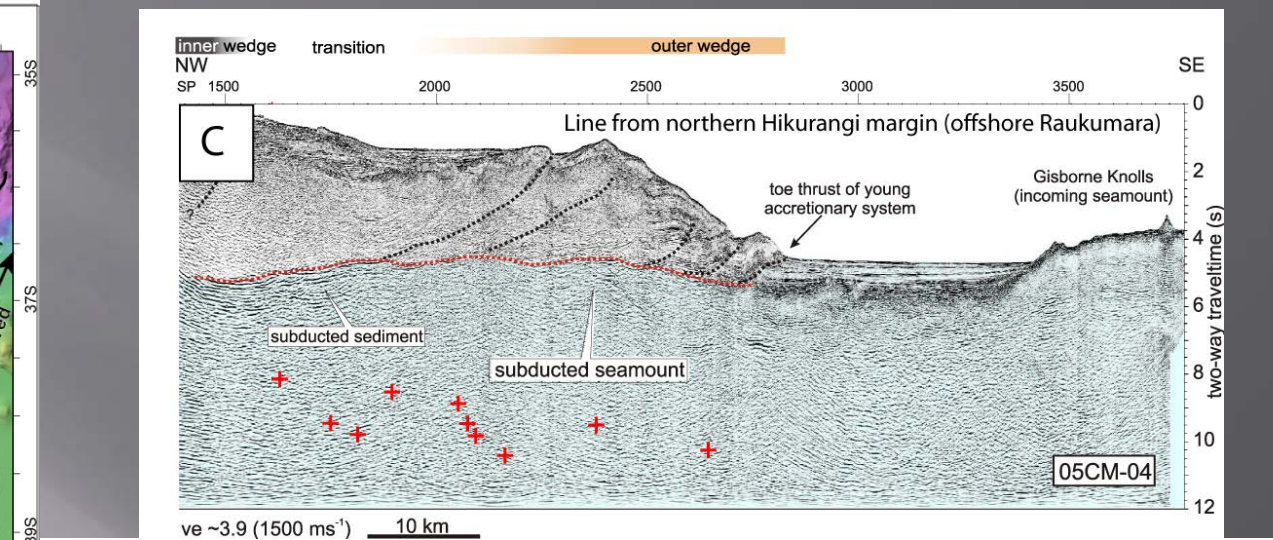 35S
37S
39S
inner wedge transition outer wedge
NW SE
SP 1500 2000 2500 3000 3500
C
Line from northern Hikurangi margin (offshore Raukumara)
toe thrust of young
accretionary system
Gisborne Knolls
(incoming seamount)
?
subducted sediment
subducted seamount
05CM-04
0
2
4
6
8
10
12
two-way traveltime (s)
ve ~3.9 (1500 ms⁻¹) 10 km